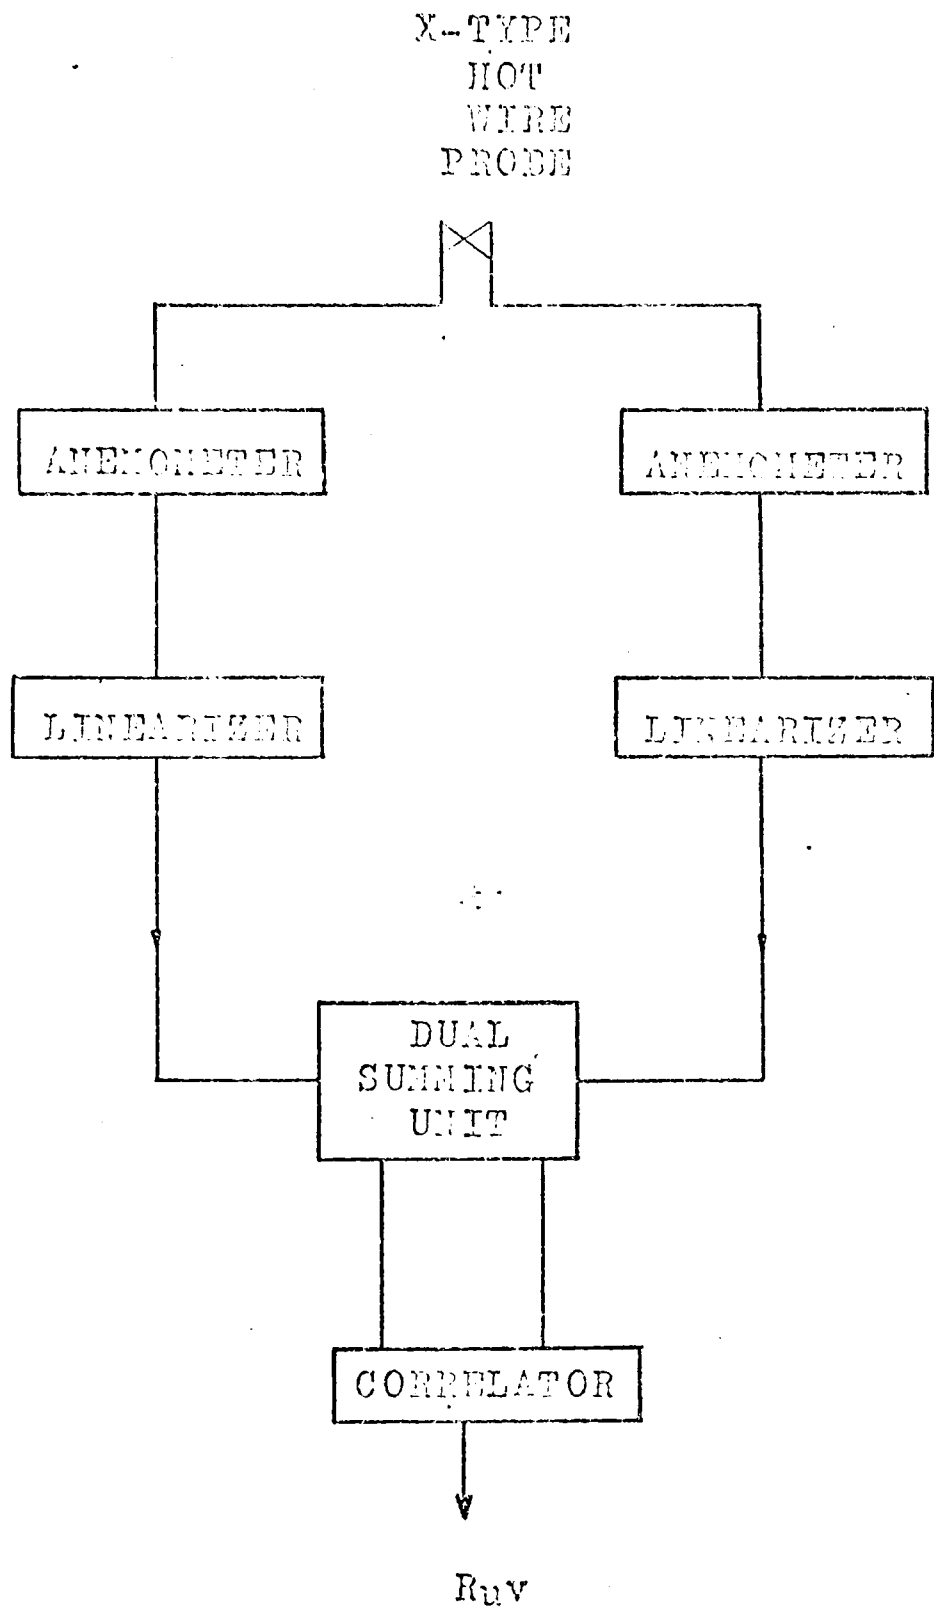 X-TYPE
HOT
WIRE
PROBE
ANEMOMETER
ANEMOMETER
LINEARIZER
LINEARIZER
DUAL
SUMMING
UNIT
CORRELATOR
Ruv